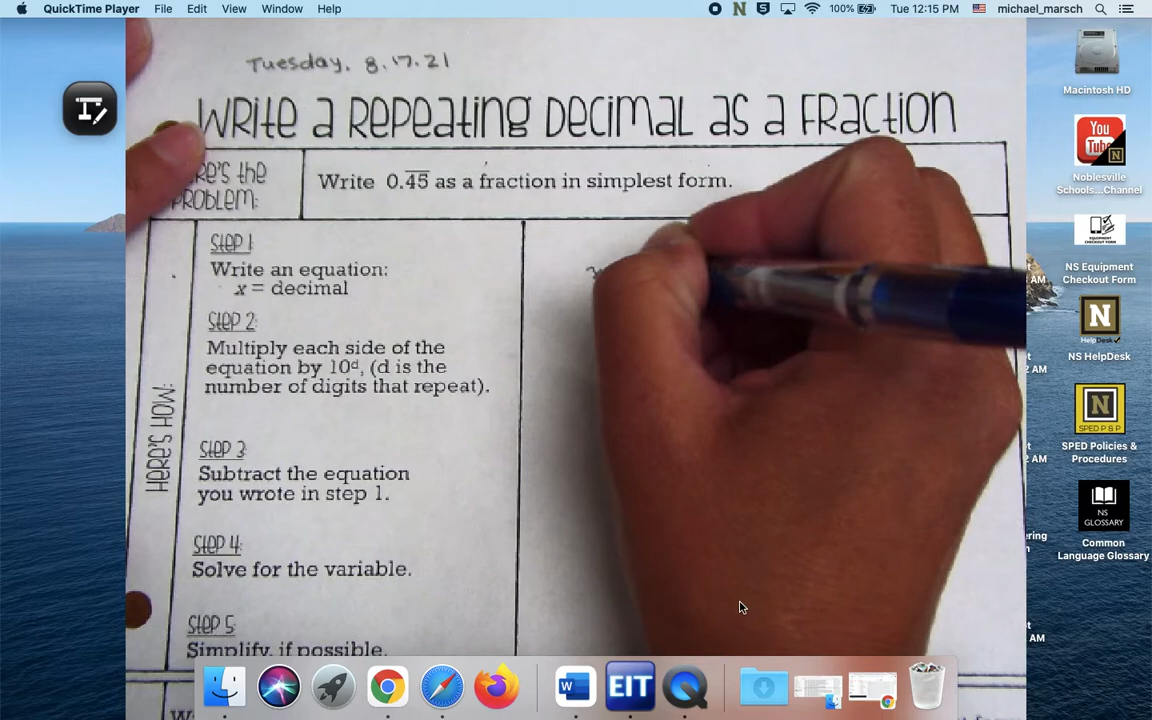 QuickTime Player File Edit View Window Help
100% Tue 12:15 PM michael_marsch
Tuesday, 8.17.21
Write a Repeating Decimal as a Fraction
Write 0.4̅5̅ as a fraction in simplest form.
PROBLEM:
HERE'S HOW:
Step 1:
Write an equation:
x = decimal
Step 2:
Multiply each side of the
equation by 10ᵈ, (d is the
number of digits that repeat).
Step 3:
Subtract the equation
you wrote in step 1.
Step 4:
Solve for the variable.
Step 5:
Simplify, if possible.
Macintosh HD
You
Tube
N
Noblesville
Schools...Channel
NS Equipment
Checkout Form
N
HelpDesk
NS HelpDesk
N
SPED P & P
SPED Policies &
Procedures
NS
GLOSSARY
Common
Language Glossary
W
EIT